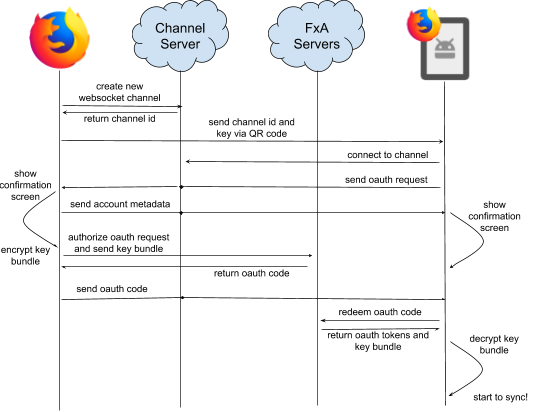 Channel
Server
FxA
Servers
create new
websocket channel
return channel id
send channel id and
key via QR code
connect to channel
send oauth request
show
confirmation
screen
send account metadata
show
confirmation
screen
authorize oauth request
and send key bundle
encrypt key
bundle
return oauth code
send oauth code
redeem oauth code
return oauth tokens and
key bundle
decrypt key
bundle
start to sync!